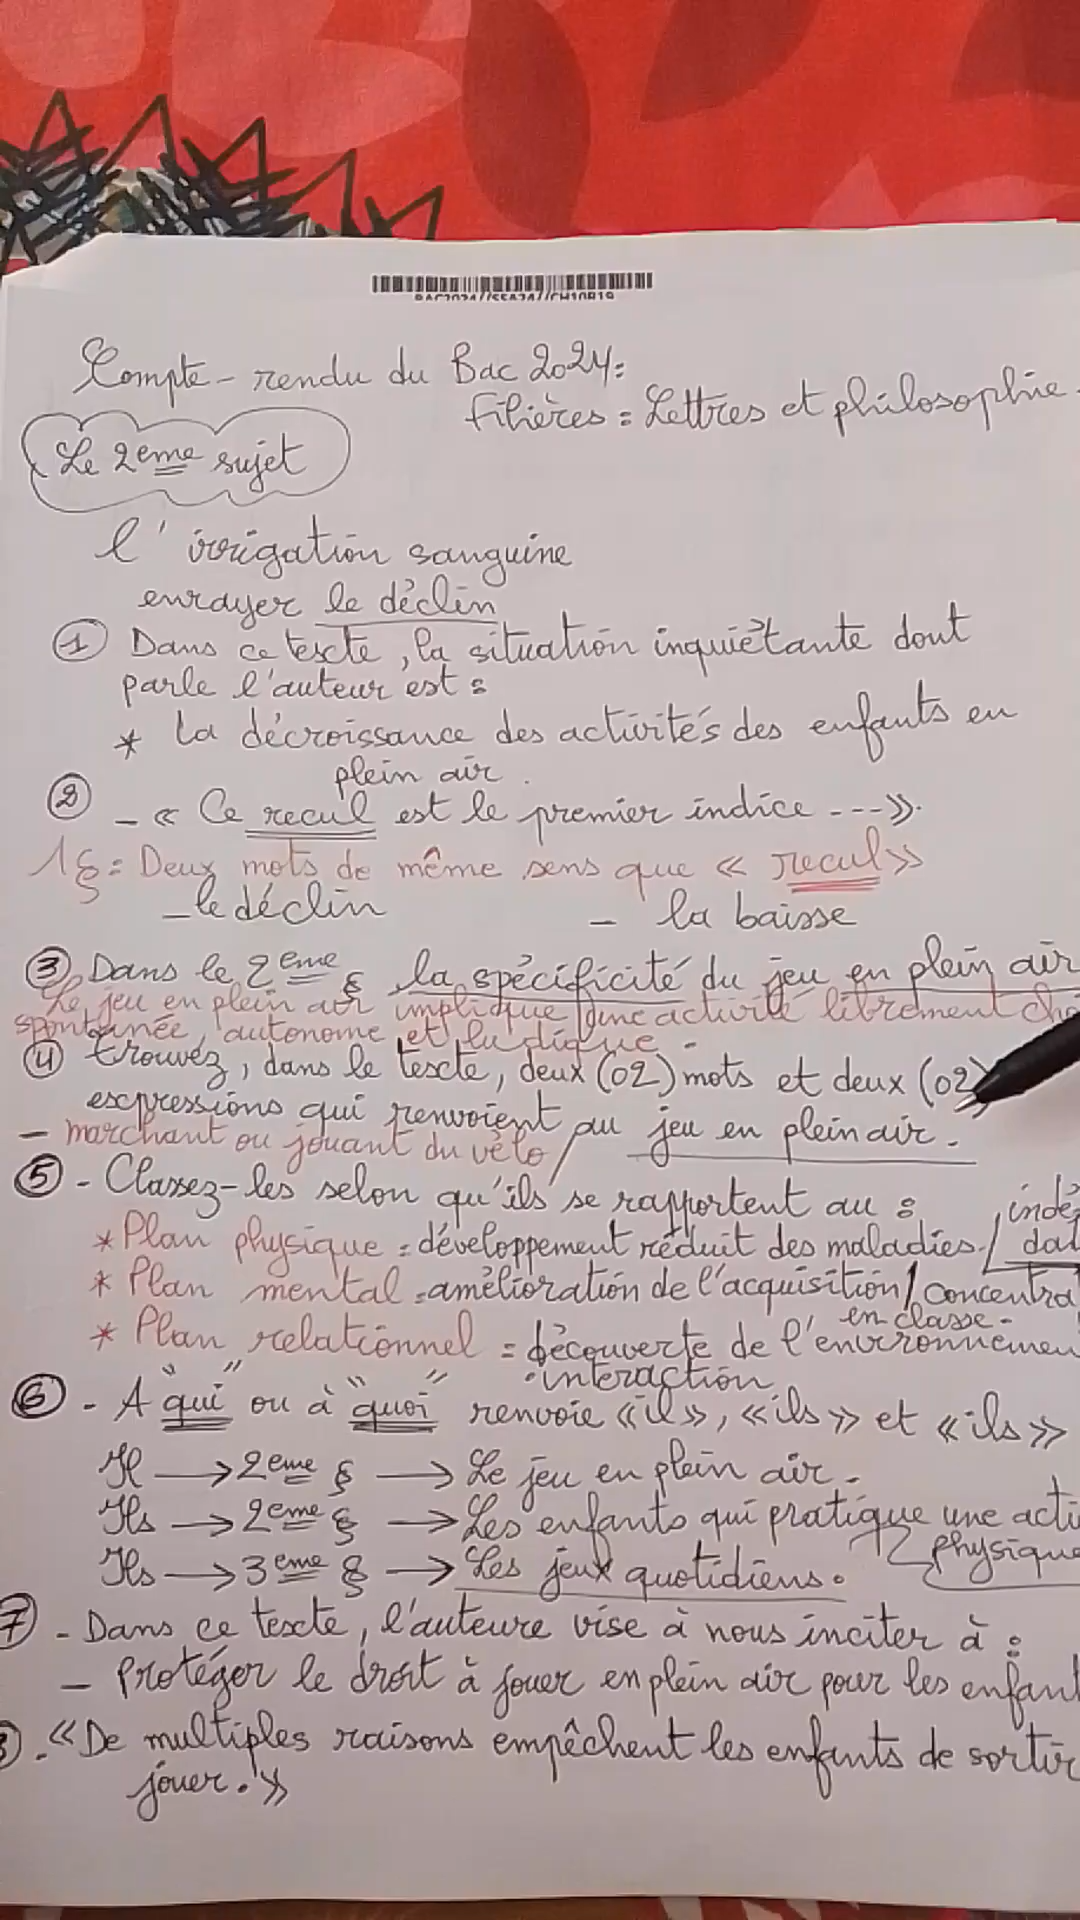 Compte-rendu du Bac 2024:
Filières = Lettres et philosophie.
Le 2eme sujet
l'irrigation sanguine
enrayer le déclin
① Dans ce texte, la situation inquiètante dont
parle l'auteur est :
* la décroissance des activités des enfants en
plein air.
② - « Ce recul est le premier indice ---».
1§ = Deux mots de même sens que « recul»
- le déclin - la baisse
③ Dans le 2eme § la spécificité du jeu en plein air
Le jeu en plein air implique une activité librement
spontanée, autonome et ludique.
④ trouvez, dans le texte, deux (02) mots et deux (02)
expressions qui renvoient au jeu en plein air.
- marchant ou jouant du vélo/
⑤ - Classez-les selon qu'ils se rapportent au :
* Plan physique = développement réduit des maladies./
* Plan mental = amélioration de l'acquisition/
en classe.
* Plan relationnel = découverte de l'environnemen
interaction
⑥ - A "qui" ou à "quoi" renvoie «il», «ils» et «ils»
Il → 2eme § → Le jeu en plein air.
Ils → 2eme § → Les enfants qui pratique une acti
physique
Ils → 3eme § → Les jeux quotidiens.
7 - Dans ce texte, l'auteure vise à nous inciter à :
- Protéger le droit à jouer en plein air pour les enfant
. «De multiples raisons empêchent les enfants de sortir
jouer.»